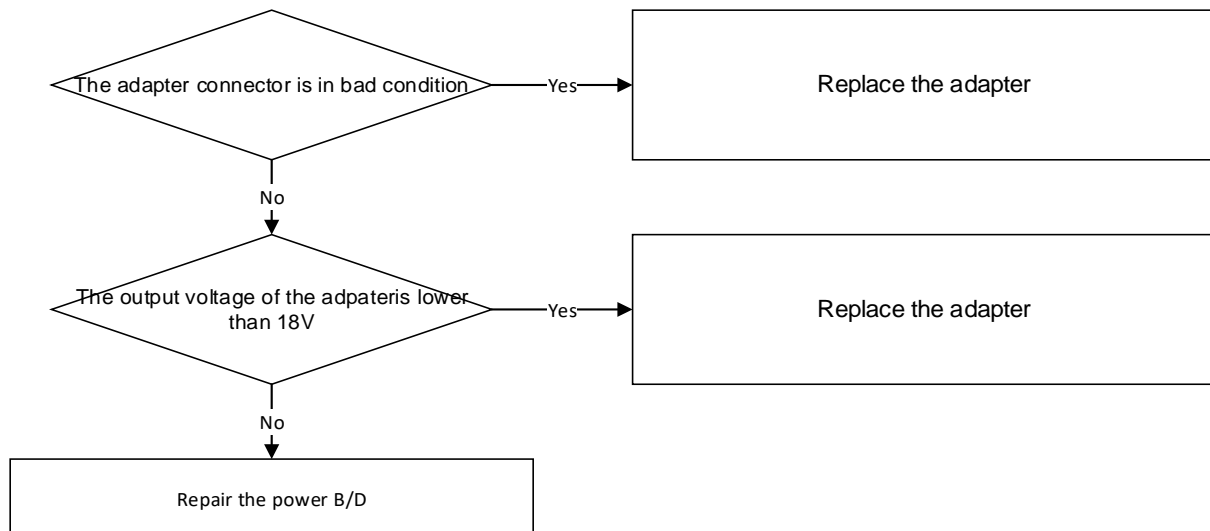 The adapter connector is in bad condition
Yes
Replace the adapter
No
The output voltage of the adpateris lower
than 18V
Yes
Replace the adapter
No
Repair the power B/D